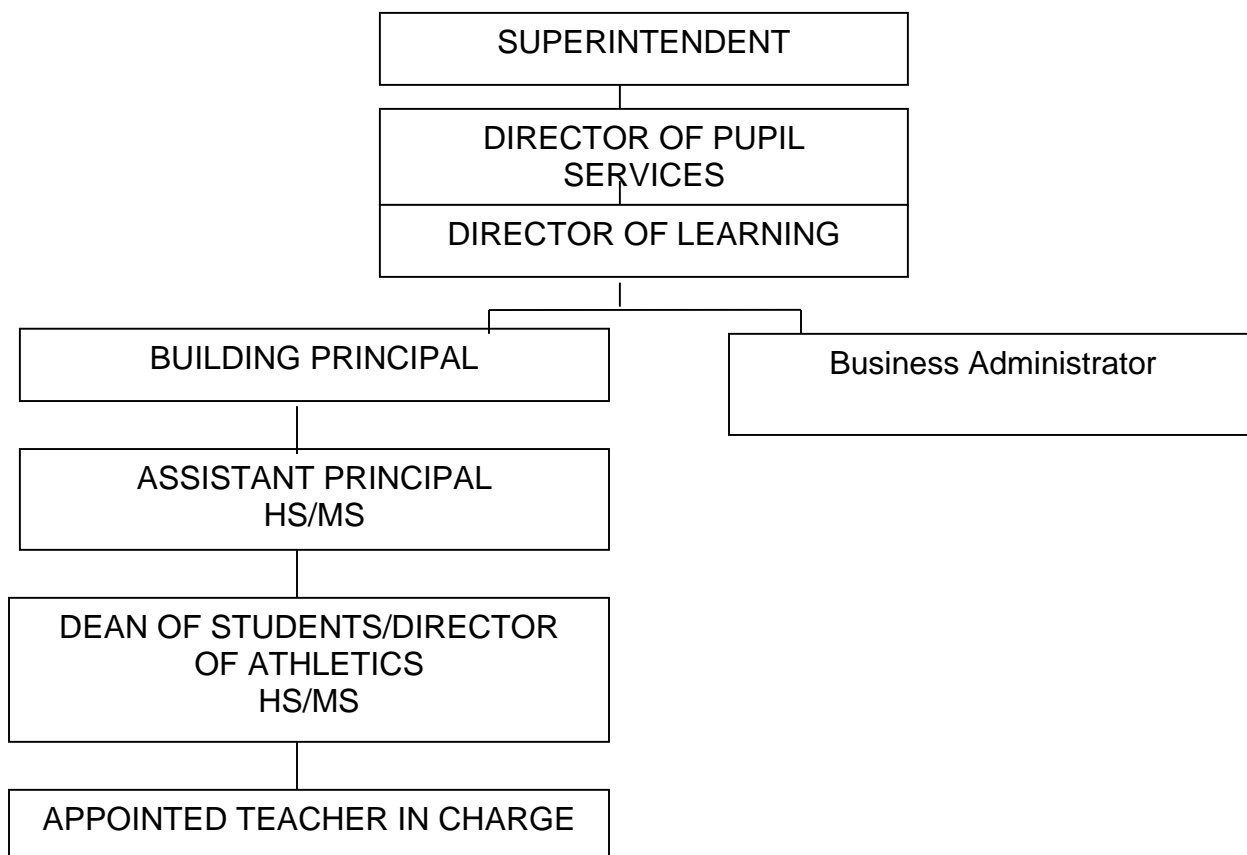 SUPERINTENDENT
DIRECTOR OF PUPIL
SERVICES
DIRECTOR OF LEARNING
BUILDING PRINCIPAL
Business Administrator
ASSISTANT PRINCIPAL
HS/MS
DEAN OF STUDENTS/DIRECTOR
OF ATHLETICS
HS/MS
APPOINTED TEACHER IN CHARGE